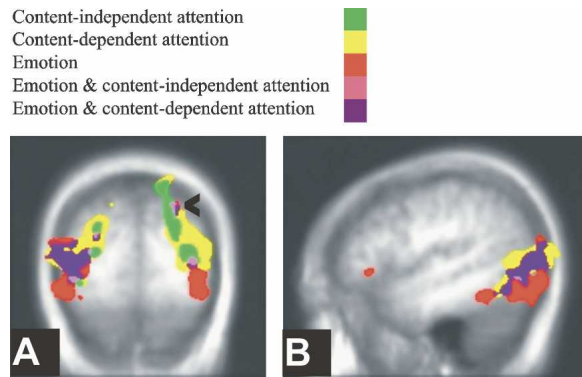 Content-independent attention
Content-dependent attention
Emotion
Emotion & content-independent attention
Emotion & content-dependent attention
A
B